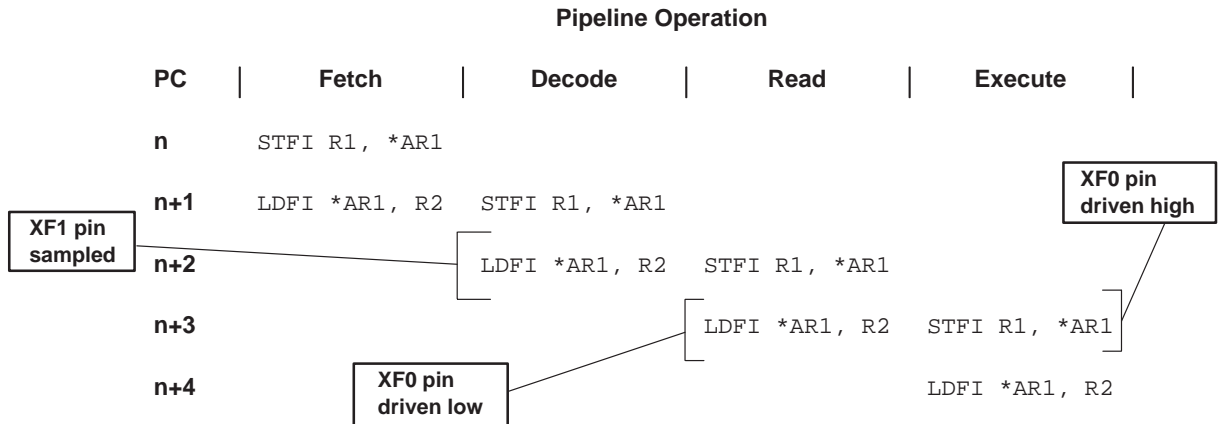 Pipeline Operation
PC | Fetch | Decode | Read | Execute |
n STFI R1, *AR1
n+1 LDFI *AR1, R2 STFI R1, *AR1
XF0 pin
driven high
XF1 pin
sampled
n+2 LDFI *AR1, R2 STFI R1, *AR1
n+3 LDFI *AR1, R2 STFI R1, *AR1
XF0 pin
driven low
n+4 LDFI *AR1, R2